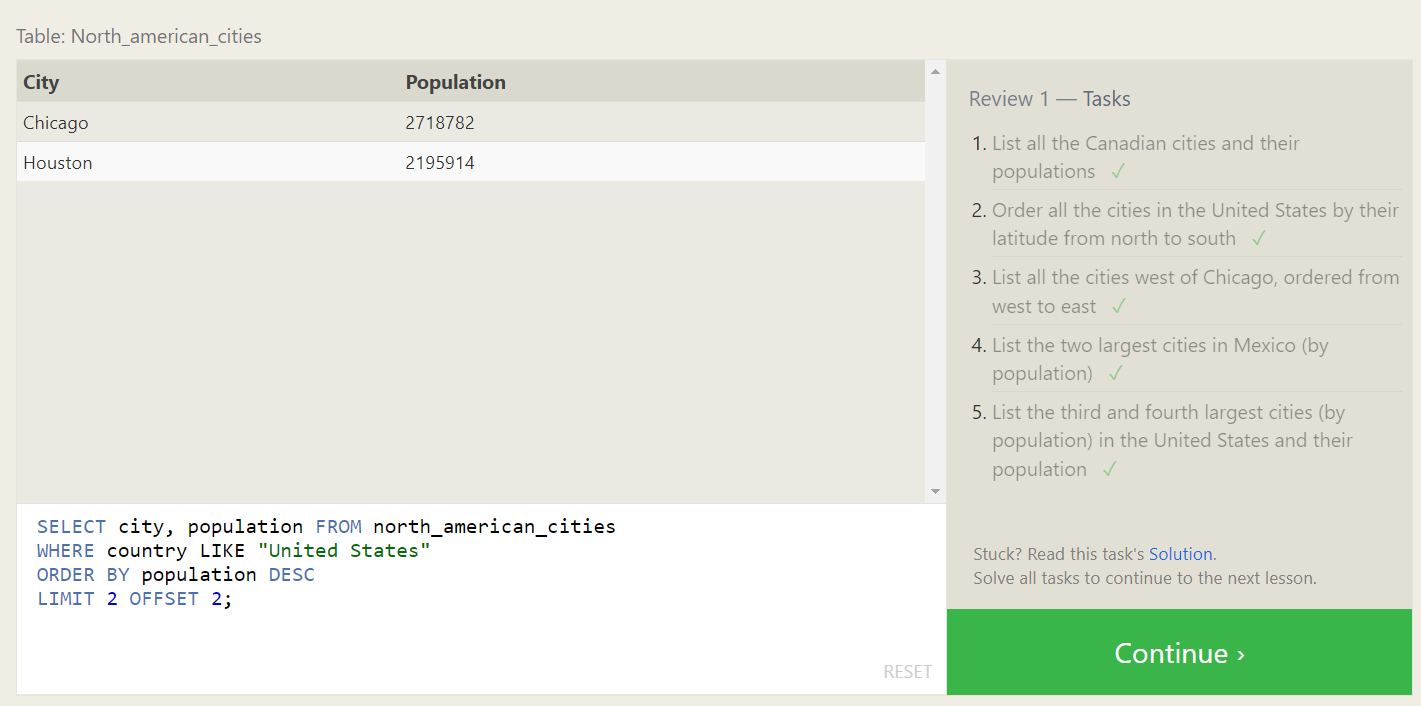 Table: North_american_cities
City Population
Chicago 2718782
Houston 2195914
SELECT city, population FROM north_american_cities
WHERE country LIKE "United States"
ORDER BY population DESC
LIMIT 2 OFFSET 2;
RESET
Review 1 — Tasks
1. List all the Canadian cities and their
populations ✓
2. Order all the cities in the United States by their
latitude from north to south ✓
3. List all the cities west of Chicago, ordered from
west to east ✓
4. List the two largest cities in Mexico (by
population) ✓
5. List the third and fourth largest cities (by
population) in the United States and their
population ✓
Stuck? Read this task's Solution.
Solve all tasks to continue to the next lesson.
Continue ›